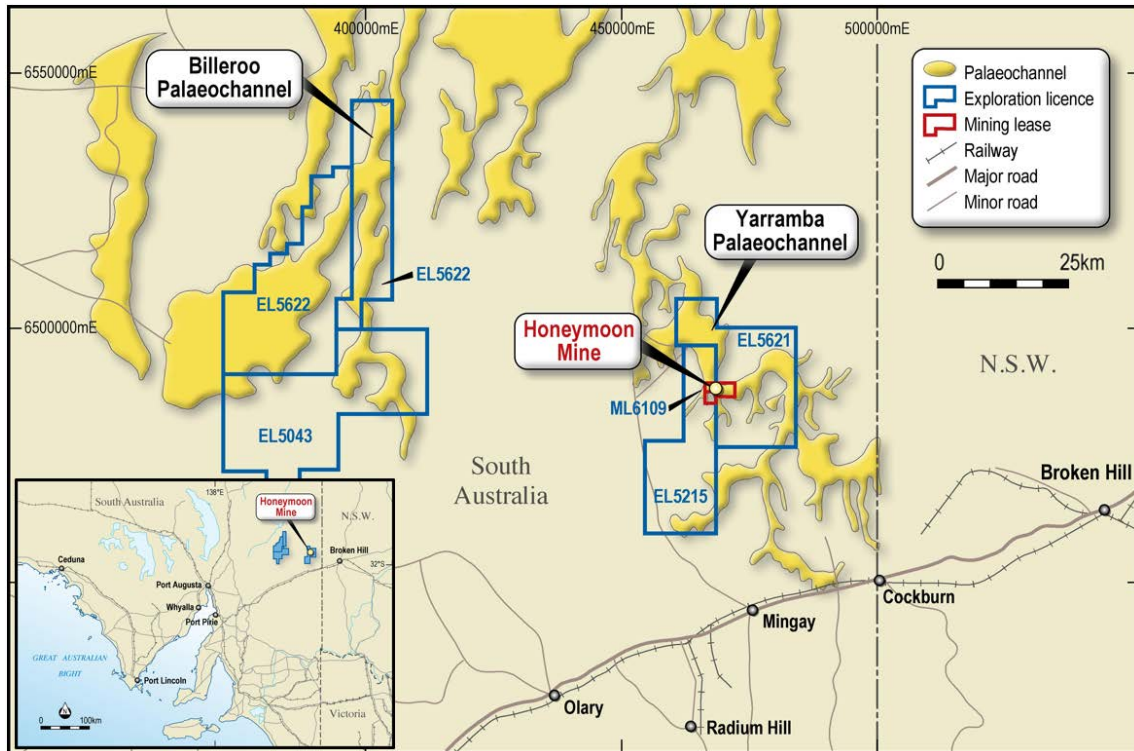 400000mE
450000mE
500000mE
6550000mE
6500000mE
Billeroo
Palaeochannel
Palaeochannel
Exploration licence
Mining lease
Railway
Major road
Minor road
0
25km
Yarramba
Palaeochannel
EL5622
EL5622
Honeymoon
Mine
EL5621
N.S.W.
ML6109
EL5043
South
Australia
EL5215
Broken Hill
Cockburn
Mingay
Olary
Radium Hill
138°E
South Australia
Honeymoon
Mine
N.S.W.
Broken Hill
32°S
Ceduna
Port Augusta
Whyalla
Port Pirie
GREAT AUSTRALIAN
BIGHT
Port Lincoln
N
0
100km
Victoria